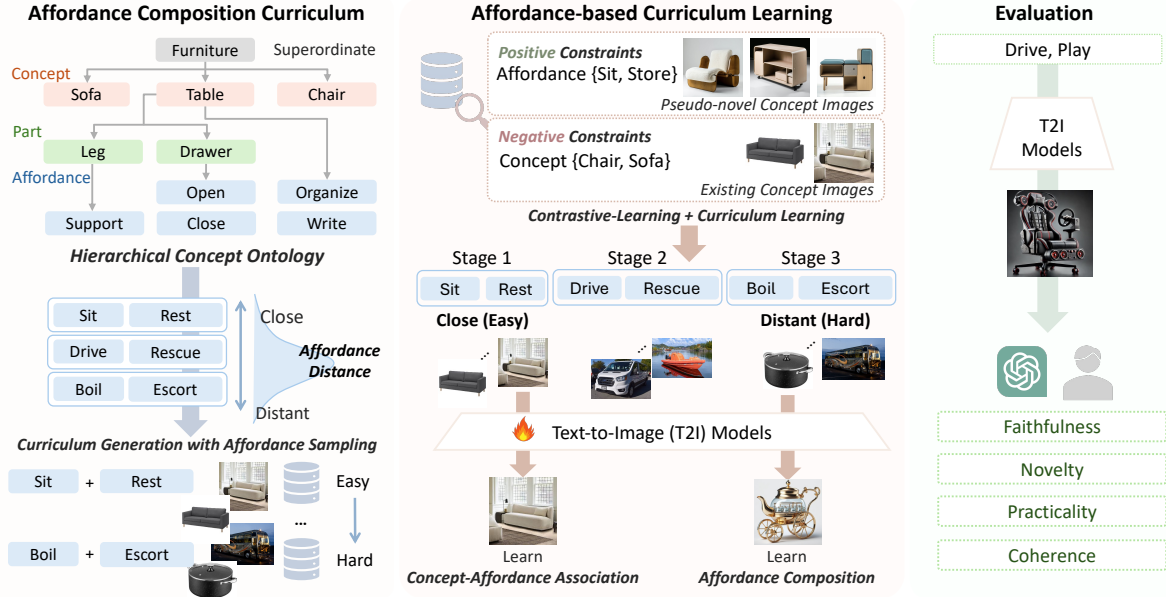 Affordance Composition Curriculum
Furniture
Superordinate
Concept
Sofa
Table
Chair
Part
Leg
Drawer
Affordance
Open
Organize
Support
Close
Write
Hierarchical Concept Ontology
Sit
Rest
Close
Drive
Rescue
Affordance
Distance
Boil
Escort
Distant
Curriculum Generation with Affordance Sampling
Sit
+
Rest
Easy
...
Boil
+
Escort
Hard
Affordance-based Curriculum Learning
Positive Constraints
Affordance {Sit, Store}
Pseudo-novel Concept Images
Negative Constraints
Concept {Chair, Sofa}
Existing Concept Images
Contrastive-Learning + Curriculum Learning
Stage 1
Stage 2
Stage 3
Sit
Rest
Drive
Rescue
Boil
Escort
Close (Easy)
Distant (Hard)
Text-to-Image (T2I) Models
Learn
Concept-Affordance Association
Learn
Affordance Composition
Evaluation
Drive, Play
T2I
Models
Faithfulness
Novelty
Practicality
Coherence